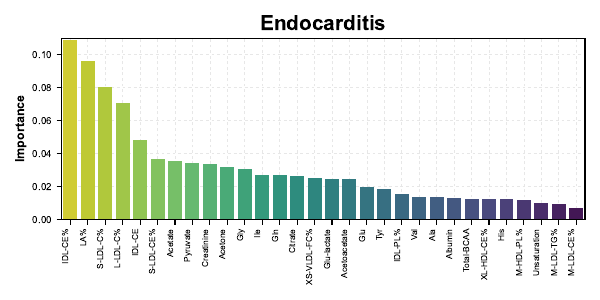 Endocarditis
Importance
0.10
0.08
0.06
0.04
0.02
0.00
IDL-CE%
LA%
S-LDL-C%
L-LDL-C%
IDL-CE
S-LDL-CE%
Acetate
Pyruvate
Creatinine
Acetone
Gly
Ile
Gln
Citrate
XS-VLDL-FC%
Glu-lactate
Acetoacetate
Glu
Tyr
IDL-PL%
Val
Ala
Albumin
Total-BCAA
XL-HDL-CE%
His
M-HDL-PL%
Unsaturation
M-LDL-TG%
M-LDL-CE%